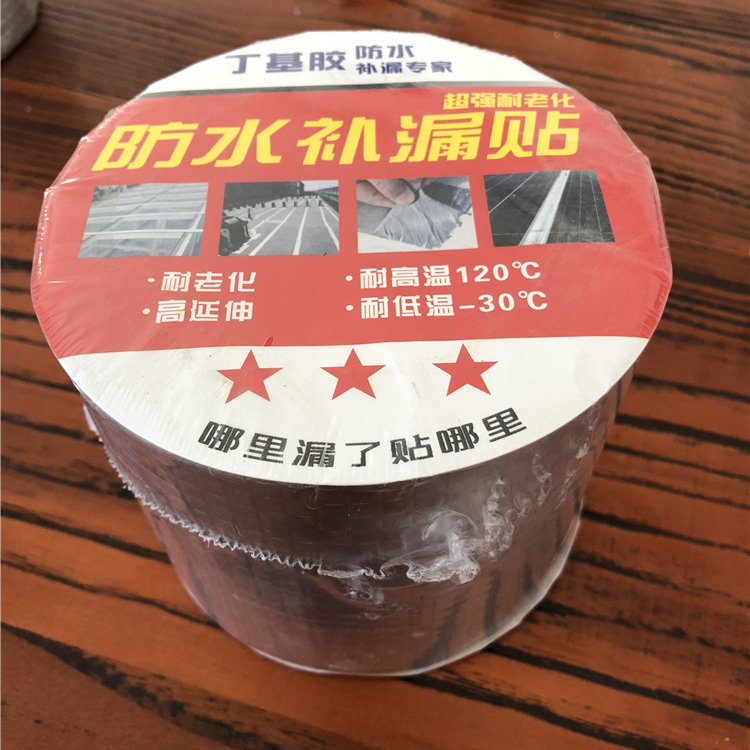 丁基胶 防水
补漏专家
超强耐老化
防水补漏贴
·耐老化
·耐高温120℃
·高延伸
·耐低温-30℃
哪里漏了贴哪里